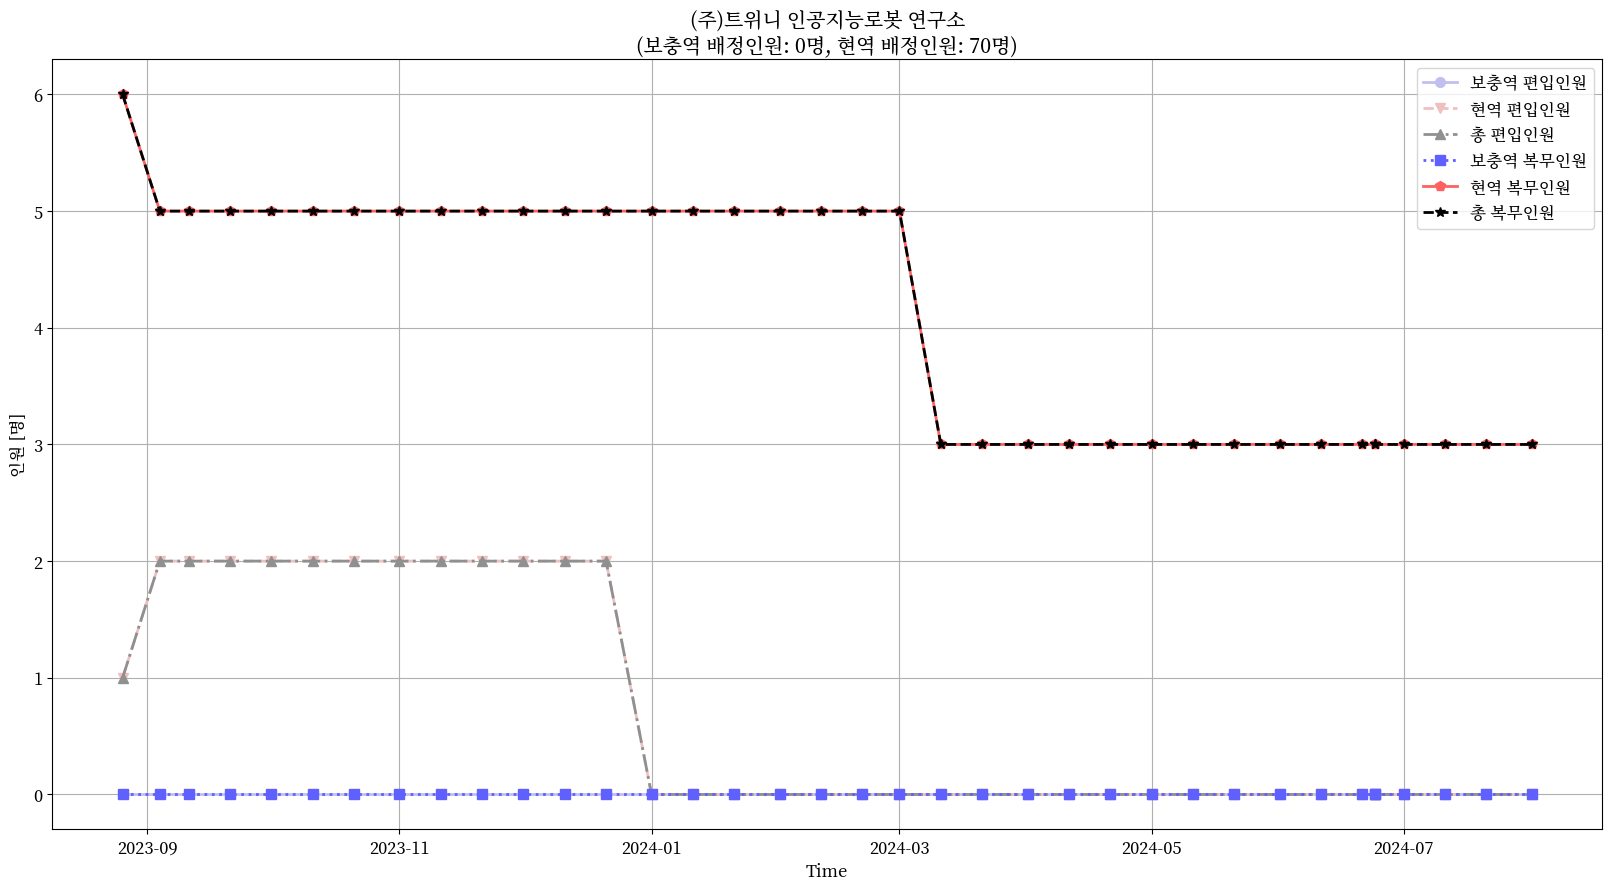 (주)트위니 인공지능로봇 연구소
(보충역 배정인원: 0명, 현역 배정인원: 70명)
보충역 편입인원
현역 편입인원
총 편입인원
보충역 복무인원
현역 복무인원
총 복무인원
인원 [명]
6
5
4
3
2
1
0
2023-09
2023-11
2024-01
2024-03
2024-05
2024-07
Time